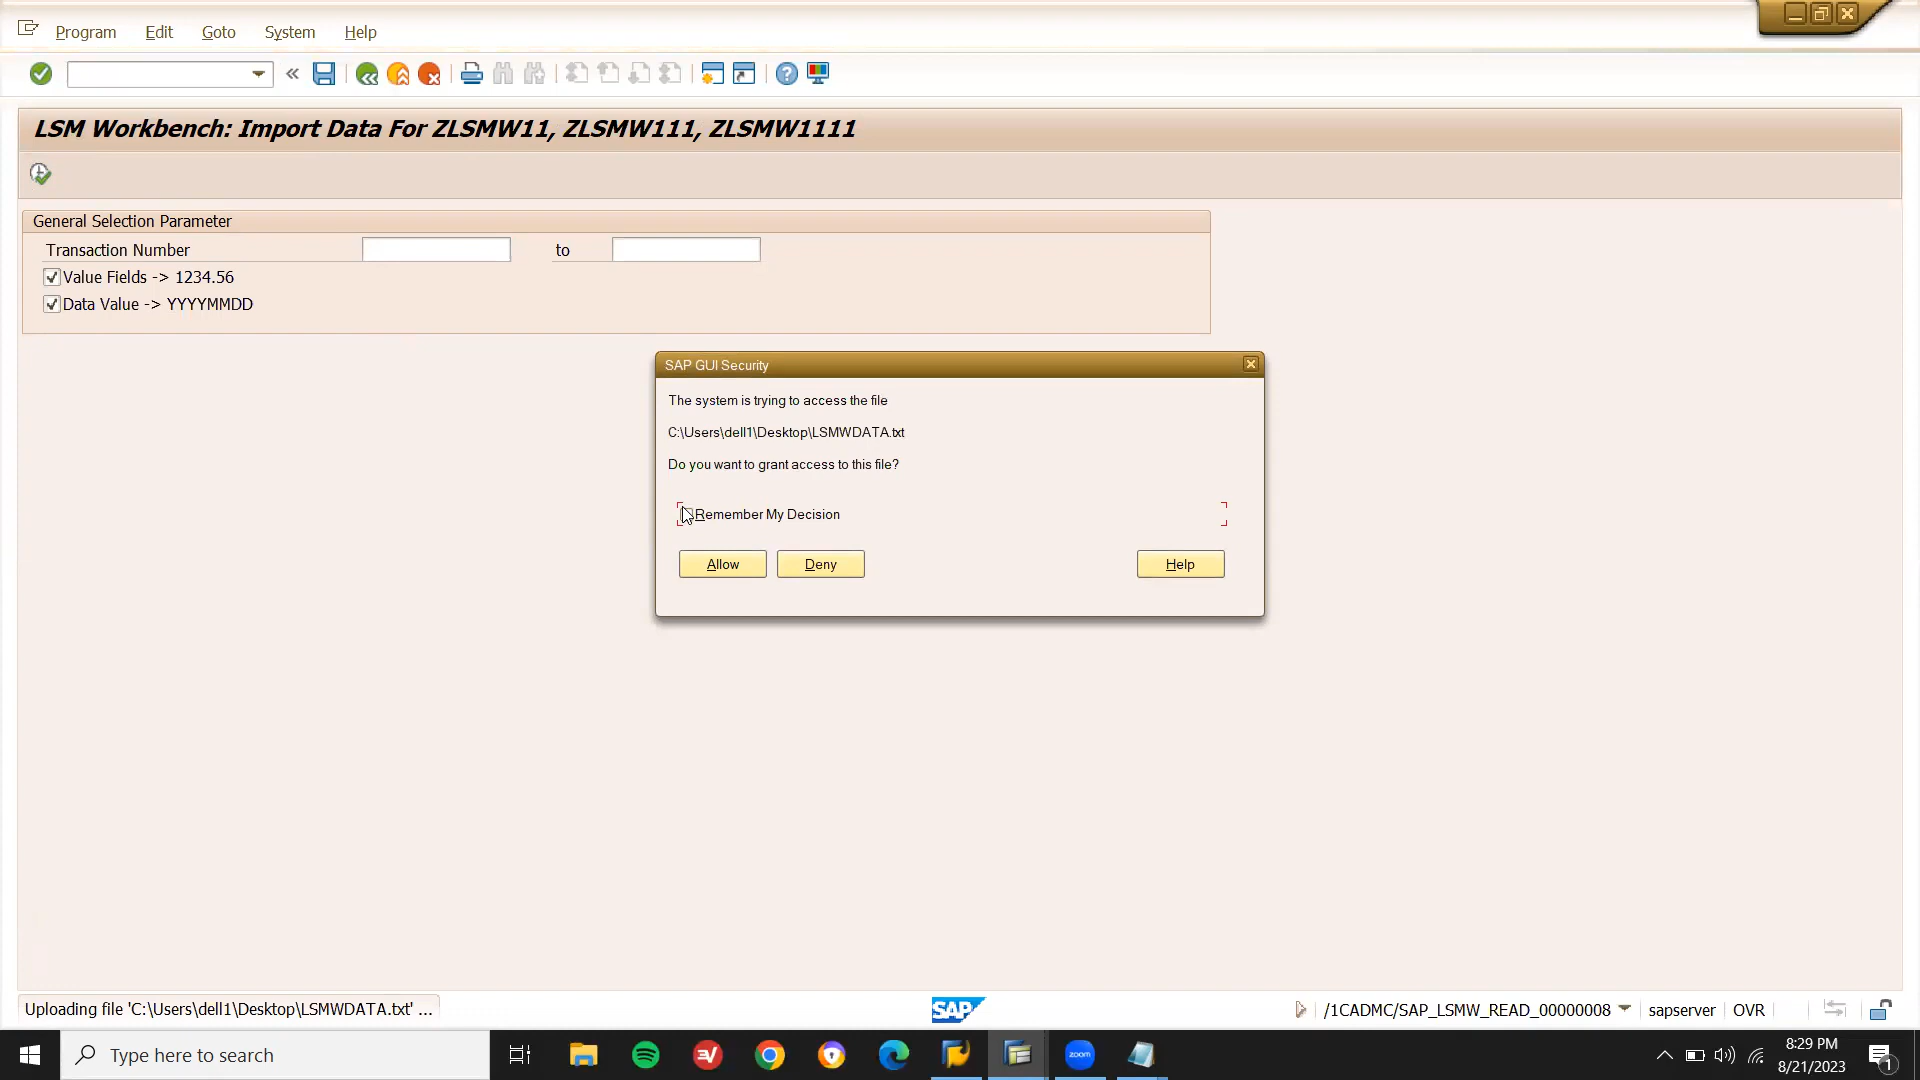 Program Edit Goto System Help
LSM Workbench: Import Data For ZLSMW11, ZLSMW111, ZLSMW1111
General Selection Parameter
Transaction Number to
Value Fields -> 1234.56
Data Value -> YYYYMMDD
SAP GUI Security
The system is trying to access the file
C:\Users\dell1\Desktop\LSMWDATA.txt
Do you want to grant access to this file?
Remember My Decision
Allow Deny Help
Uploading file 'C:\Users\dell1\Desktop\LSMWDATA.txt' ... SAP /1CADMC/SAP_LSMW_READ_00000008 sapserver OVR
Type here to search zoom 8:29 PM
8/21/2023 1